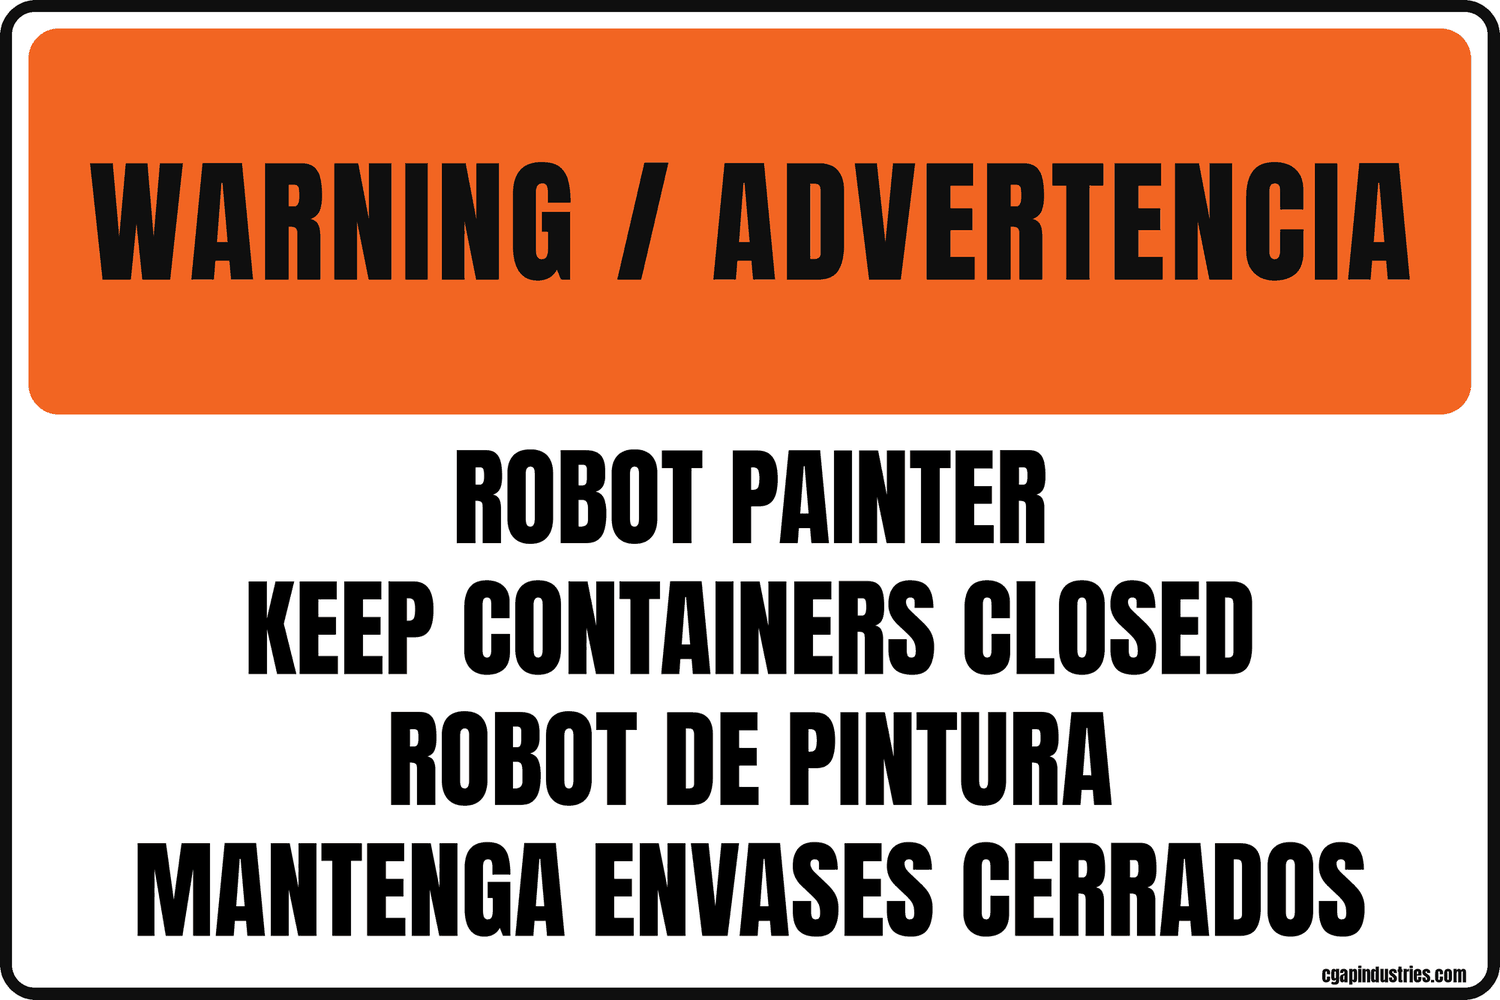 WARNING / ADVERTENCIA
ROBOT PAINTER
KEEP CONTAINERS CLOSED
ROBOT DE PINTURA
MANTENGA ENVASES CERRADOS
cgapindustries.com